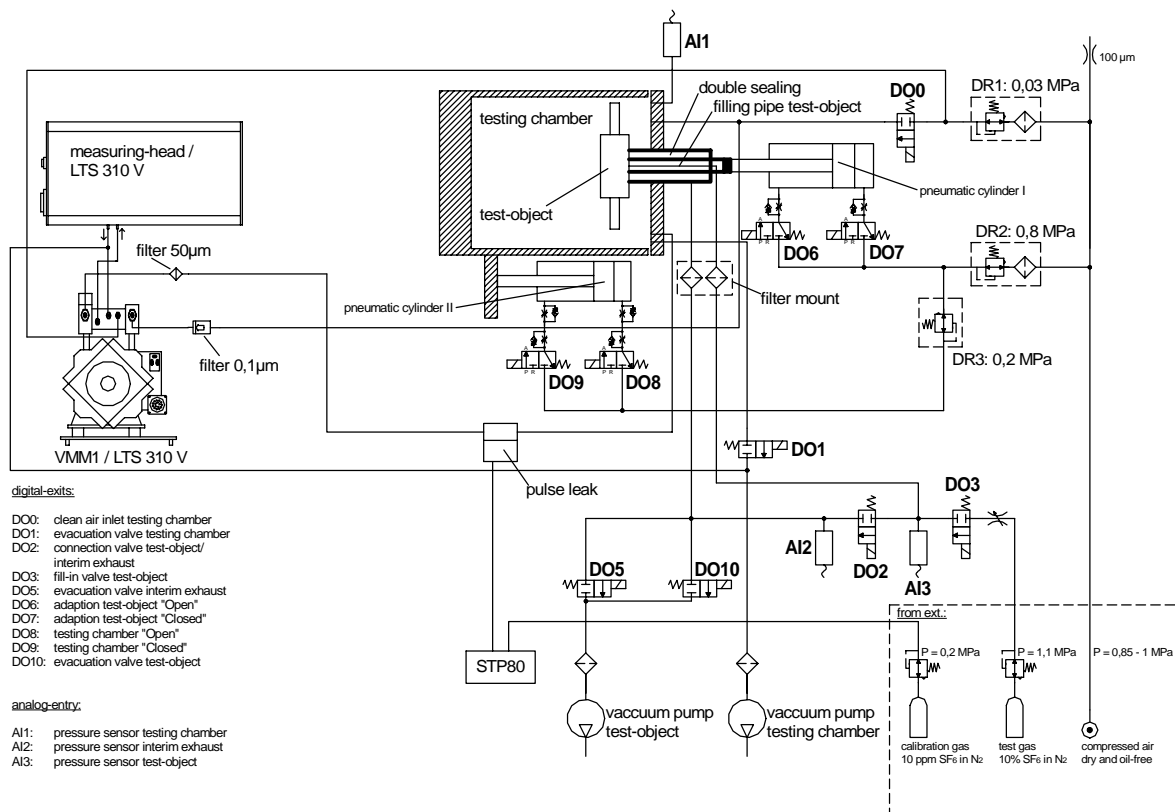 AI1
100 µm
double sealing
filling pipe test-object
DO0
DR1: 0,03 MPa
testing chamber
measuring-head /
LTS 310 V
pneumatic cylinder I
test-object
DO6
DO7
DR2: 0,8 MPa
filter 50µm
pneumatic cylinder II
filter mount
filter 0,1µm
DO9
DO8
DR3: 0,2 MPa
VMM1 / LTS 310 V
DO1
pulse leak
digital-exits:
DO0: clean air inlet testing chamber
DO1: evacuation valve testing chamber
DO2: connection valve test-object/
interim exhaust
DO3: fill-in valve test-object
DO5: evacuation valve interim exhaust
DO6: adaption test-object "Open"
DO7: adaption test-object "Closed"
DO8: testing chamber "Open"
DO9: testing chamber "Closed"
DO10: evacuation valve test-object
DO3
AI2
DO2
AI3
DO5
DO10
from ext.:
STP80
P = 0,2 MPa
P = 1,1 MPa
P = 0,85 - 1 MPa
analog-entry:
AI1: pressure sensor testing chamber
AI2: pressure sensor interim exhaust
AI3: pressure sensor test-object
vaccuum pump
test-object
vaccuum pump
testing chamber
calibration gas
10 ppm SF6 in N2
test gas
10% SF6 in N2
compressed air
dry and oil-free